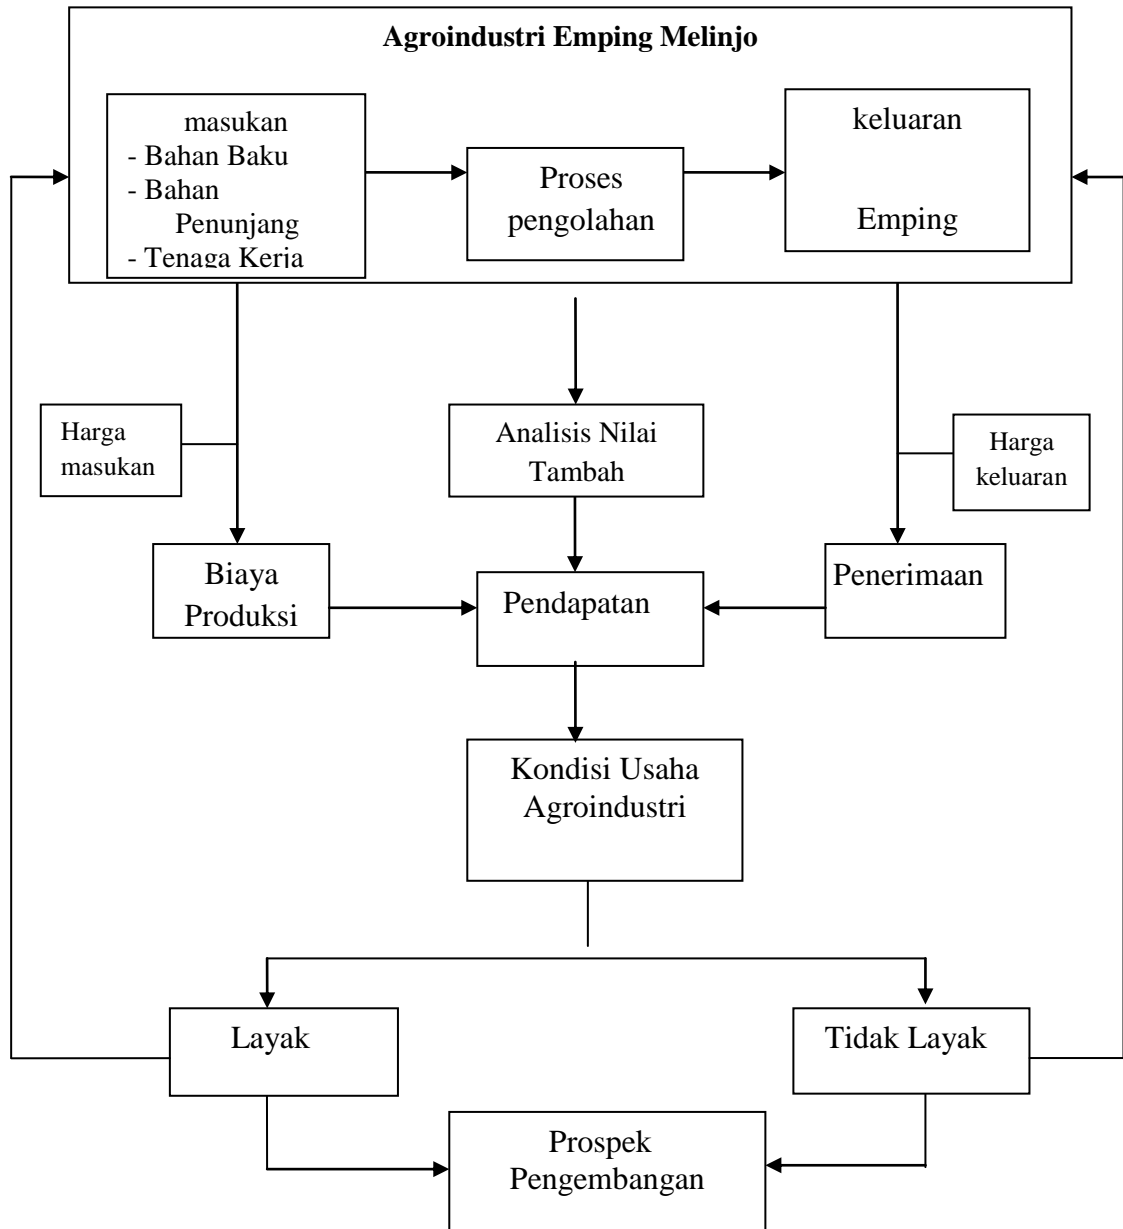 Agroindustri Emping Melinjo
masukan
- Bahan Baku
- Bahan
Penunjang
- Tenaga Kerja
Proses
pengolahan
keluaran
Emping
Harga
masukan
Analisis Nilai
Tambah
Harga
keluaran
Biaya
Produksi
Pendapatan
Penerimaan
Kondisi Usaha
Agroindustri
Layak
Tidak Layak
Prospek
Pengembangan